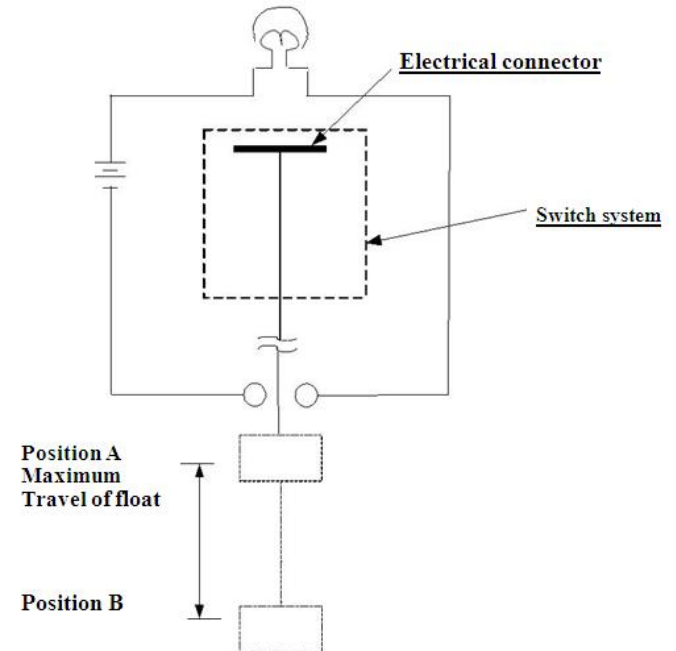 Electrical connector
Switch system
Position A
Maximum
Travel of float
Position B